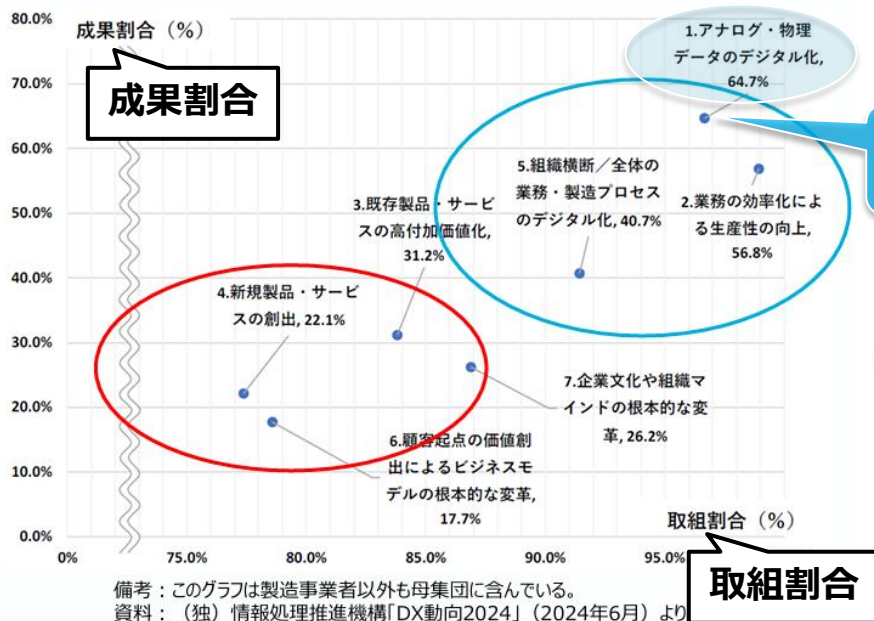 80.0%
成果割合（%）
成果割合
1.アナログ・物理
データのデジタル化,
64.7%
70.0%
60.0%
5.組織横断／全体の
業務・製造プロセス
のデジタル化, 40.7%
2.業務の効率化によ
る生産性の向上,
56.8%
50.0%
3.既存製品・サービ
スの高付加価値化,
31.2%
40.0%
4.新規製品・サービ
スの創出, 22.1%
30.0%
7.企業文化や組織マ
インドの根本的な変
革, 26.2%
20.0%
6.顧客起点の価値創
出によるビジネスモ
デルの根本的な変革,
17.7%
10.0%
0.0%
取組割合（%）
0%
75.0%
80.0%
85.0%
90.0%
95.0%
取組割合
備考：このグラフは製造事業者以外も母集団に含んでいる。
資料：（独）情報処理推進機構「DX動向2024」（2024年6月）より